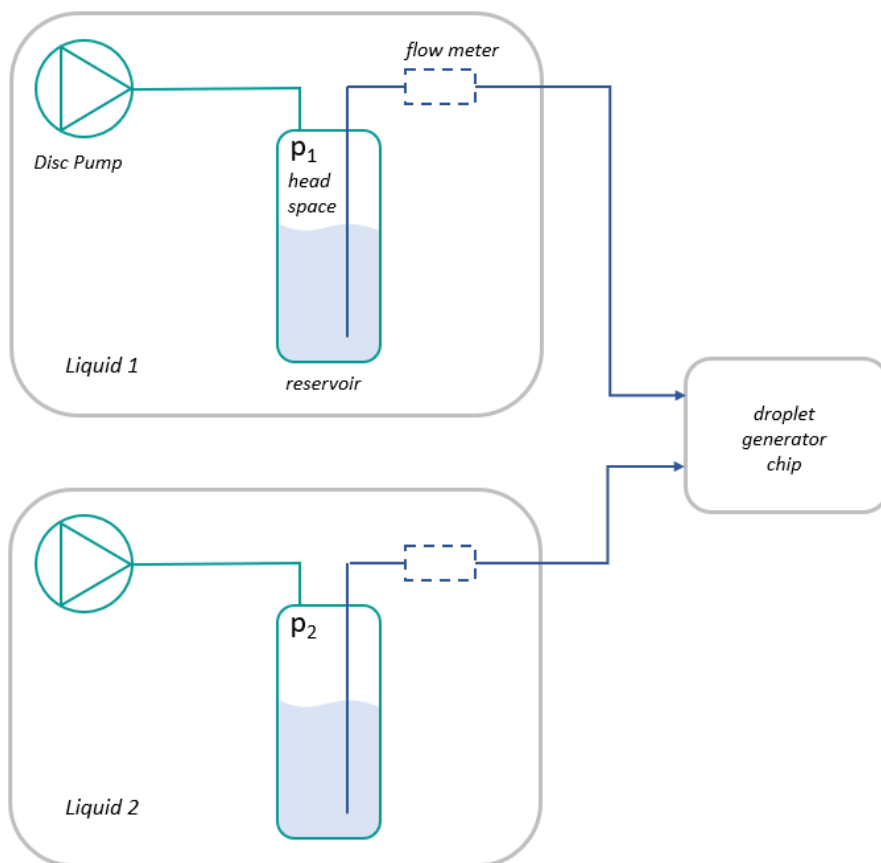 flow meter
Disc Pump
p₁
head
space
Liquid 1
reservoir
droplet
generator
chip
p₂
Liquid 2